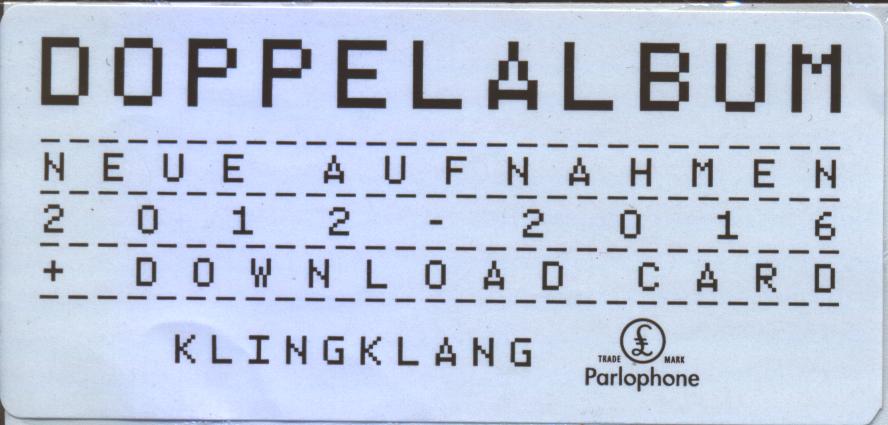 DOPPELALBUM
NEUE AUFNAHMEN
2012-2016
+ DOWNLOAD CARD
KLINGKLANG
£
TRADE MARK
Parlophone